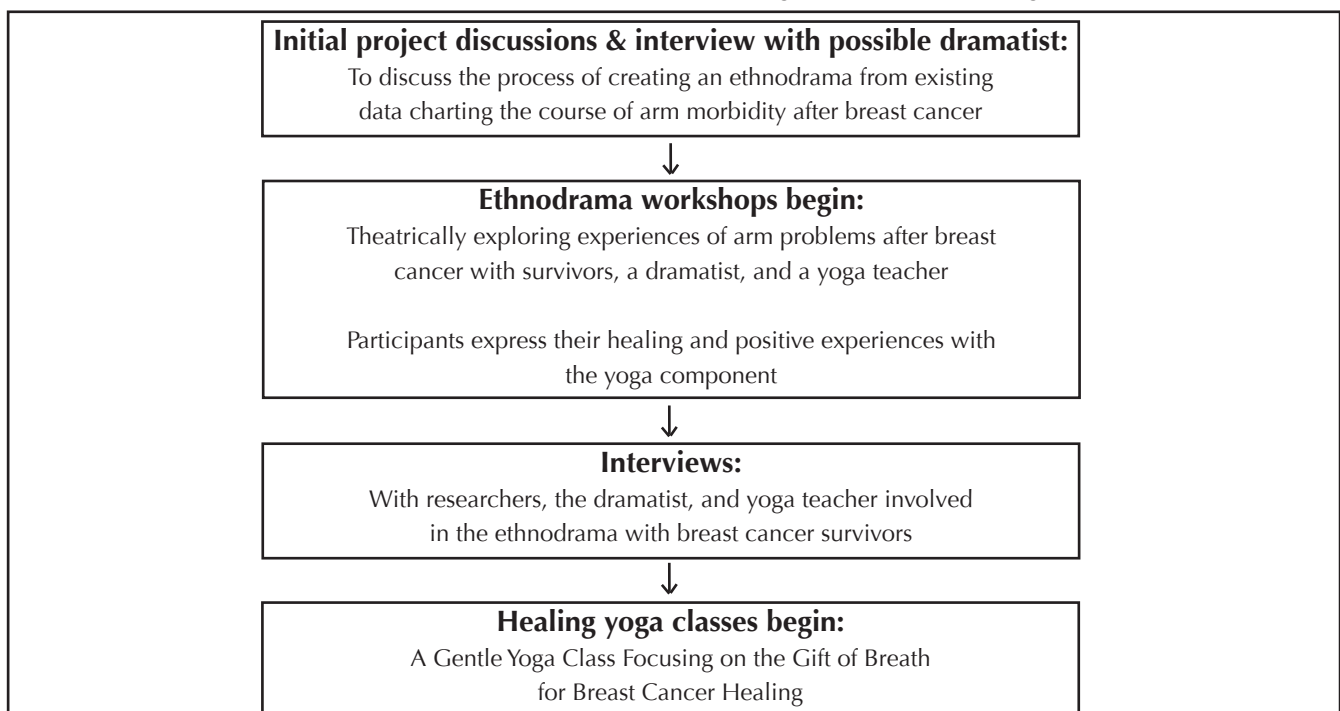 Initial project discussions & interview with possible dramatist:
To discuss the process of creating an ethnodrama from existing
data charting the course of arm morbidity after breast cancer
Ethnodrama workshops begin:
Theatrically exploring experiences of arm problems after breast
cancer with survivors, a dramatist, and a yoga teacher
Participants express their healing and positive experiences with
the yoga component
Interviews:
With researchers, the dramatist, and yoga teacher involved
in the ethnodrama with breast cancer survivors
Healing yoga classes begin:
A Gentle Yoga Class Focusing on the Gift of Breath
for Breast Cancer Healing